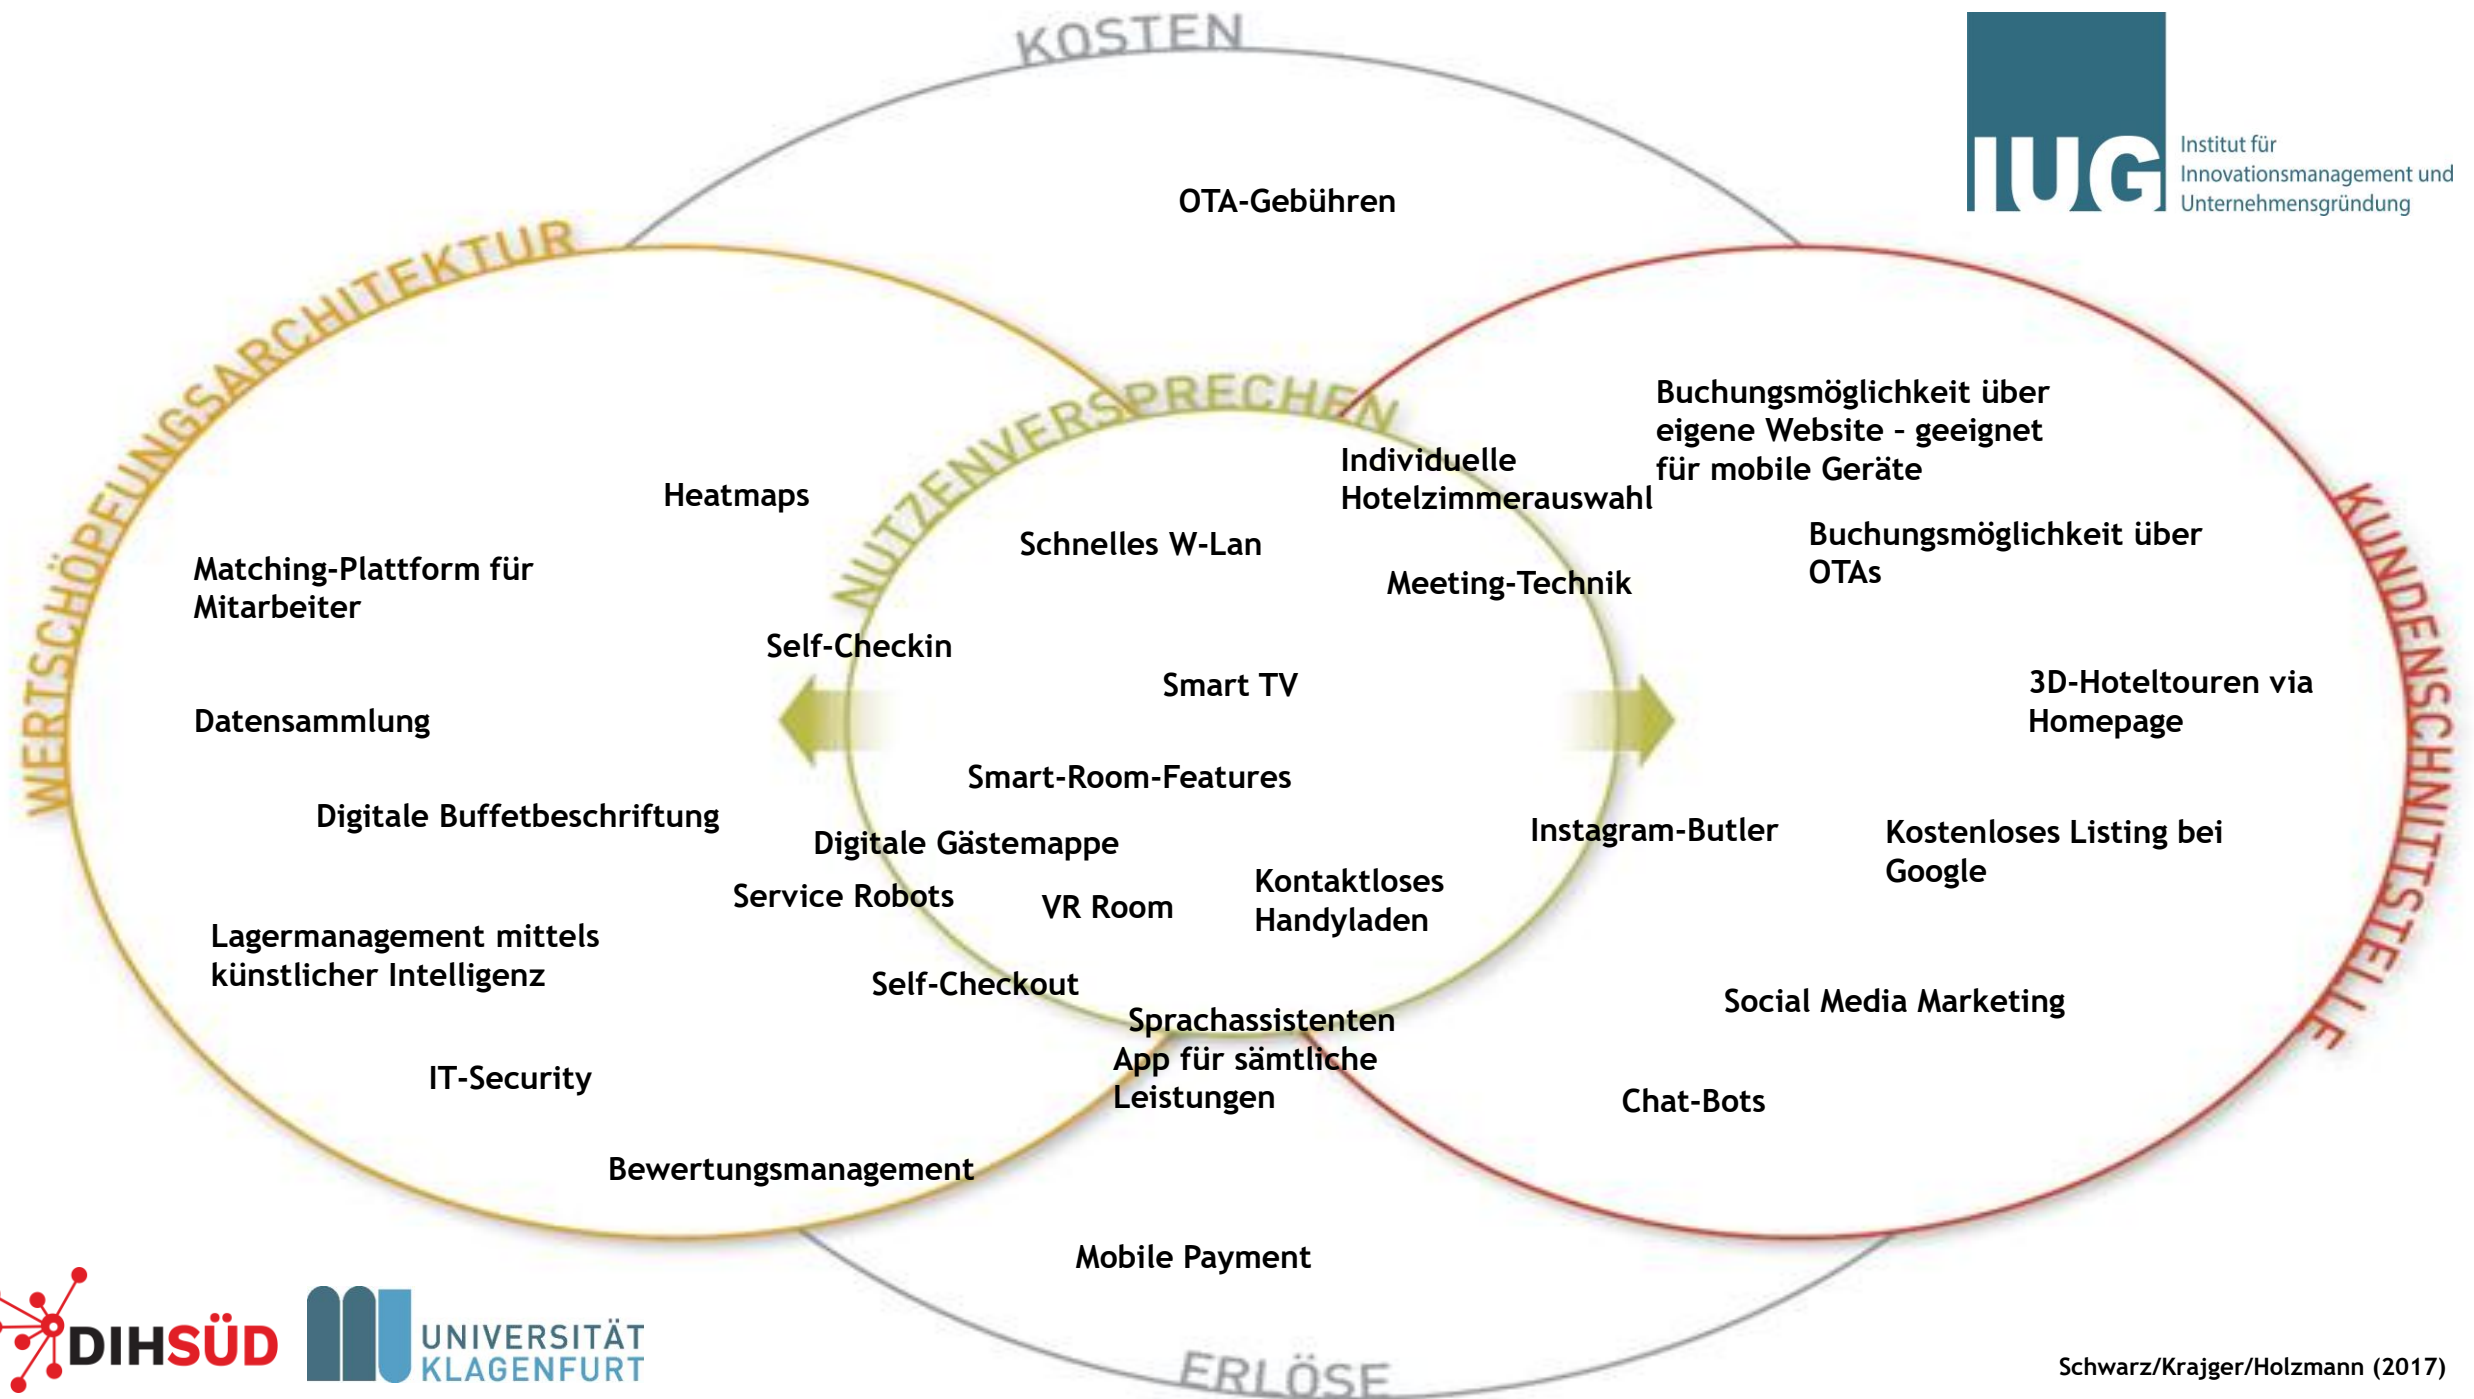 KOSTEN
IUG
Institut für
Innovationsmanagement und
Unternehmensgründung
OTA-Gebühren
WERTSCHÖPFUNGSARCHITEKTUR
NUTZENVERSPRECHEN
KUNDENSCHNITTSTELLE
Buchungsmöglichkeit über
eigene Website - geeignet
für mobile Geräte
Individuelle
Hotelzimmerauswahl
Heatmaps
Schnelles W-Lan
Buchungsmöglichkeit über
OTAs
Matching-Plattform für
Mitarbeiter
Meeting-Technik
Self-Checkin
Smart TV
3D-Hoteltouren via
Homepage
Datensammlung
Smart-Room-Features
Digitale Buffetbeschriftung
Digitale Gästemappe
Instagram-Butler
Kostenloses Listing bei
Google
Service Robots
VR Room
Kontaktloses
Handyladen
Lagermanagement mittels
künstlicher Intelligenz
Self-Checkout
Social Media Marketing
Sprachassistenten
App für sämtliche
Leistungen
IT-Security
Chat-Bots
Bewertungsmanagement
Mobile Payment
ERLÖSE
DIHSÜD
UNIVERSITÄT
KLAGENFURT
Schwarz/Krajger/Holzmann (2017)